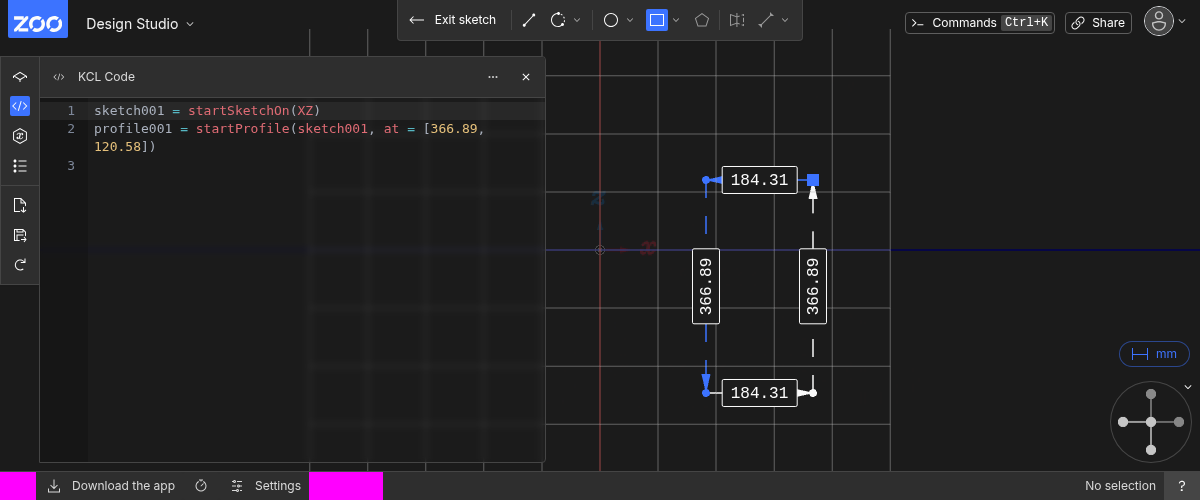 ZOO Design Studio
Exit sketch
Commands Ctrl+K
Share
KCL Code
1 sketch001 = startSketchOn(XZ)
2 profile001 = startProfile(sketch001, at = [366.89,
120.58])
3
z
x
184.31
366.89
366.89
184.31
mm
Download the app
Settings
No selection
?